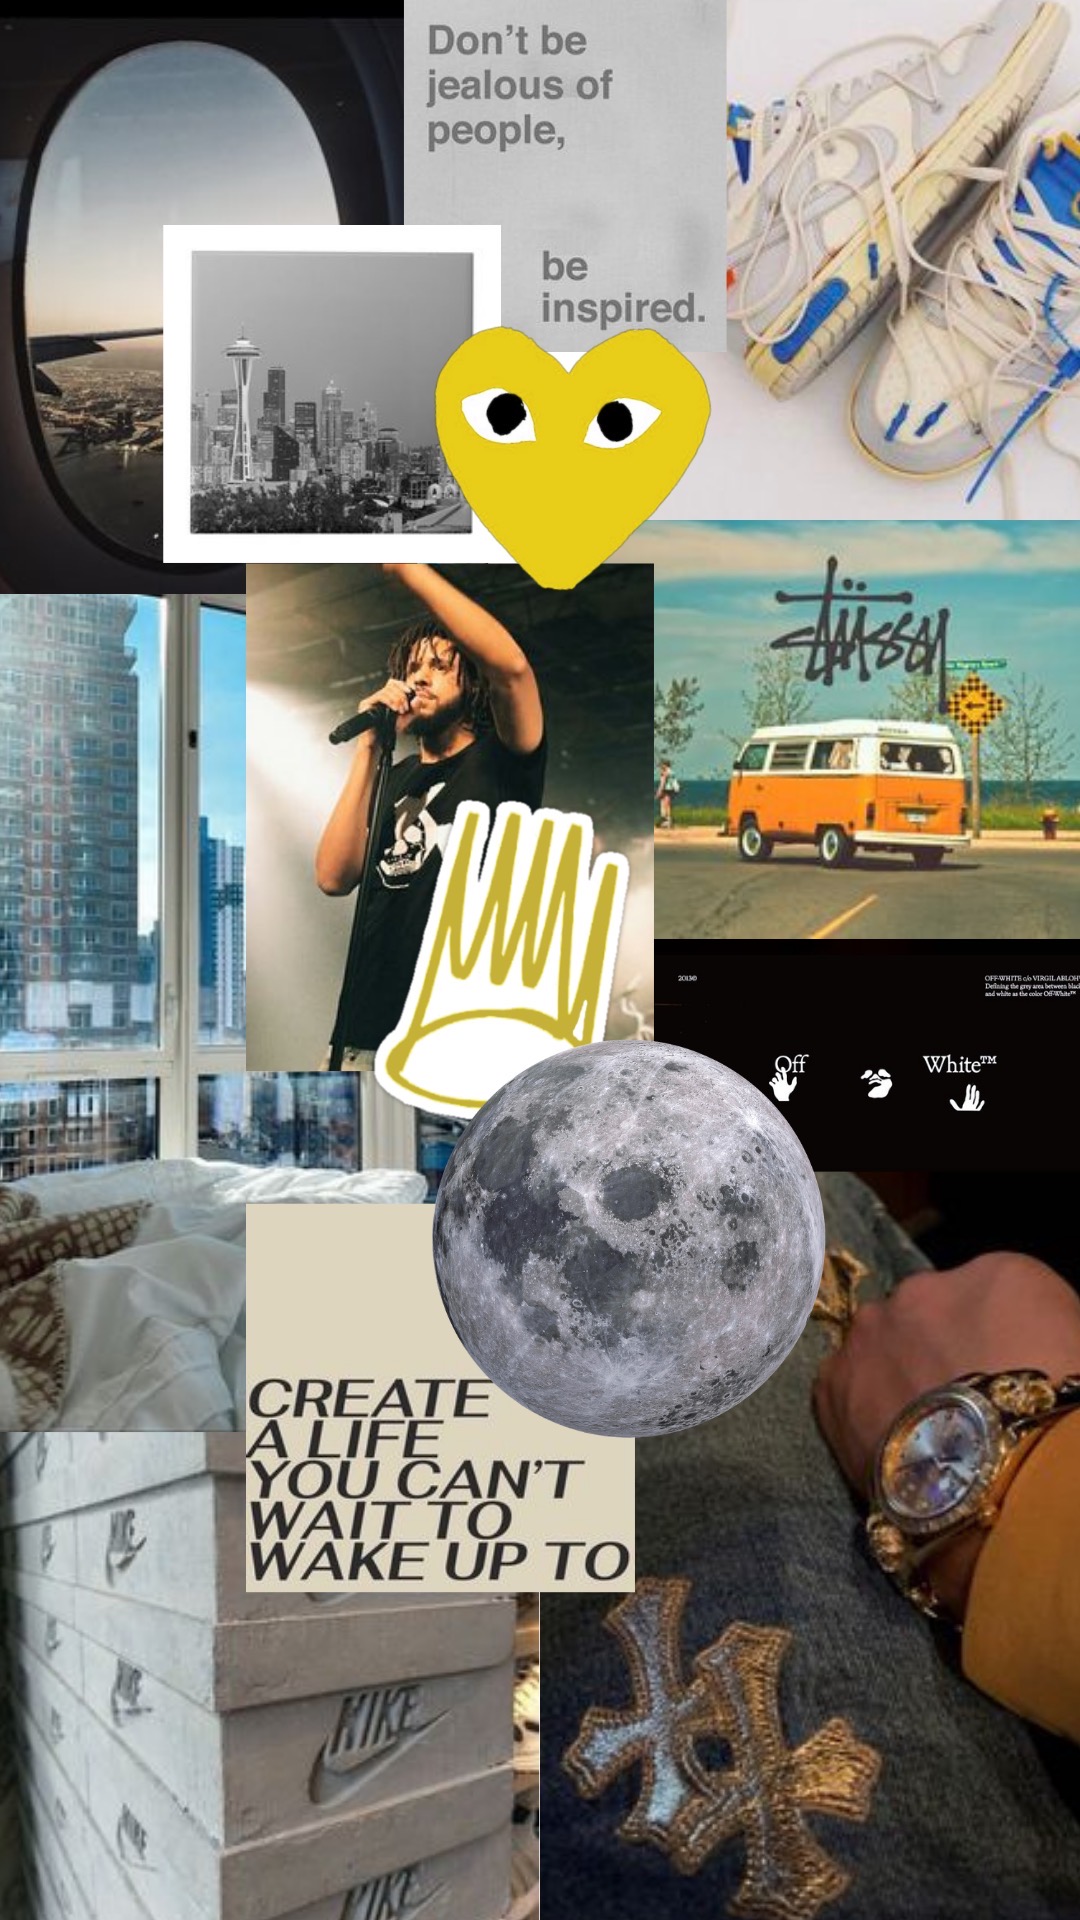 Don't be
jealous of
people,
be
inspired.
Stüssy
20130
OFF-WHITE c/o VIRGIL ABLOH
Defining the grey area between black
and white as the color Off-White™
Off
White™
CREATE
A LIFE
YOU CAN'T
WAIT TO
WAKE UP TO
NIKE
NIKE
NIKE
NIKE
NIKE